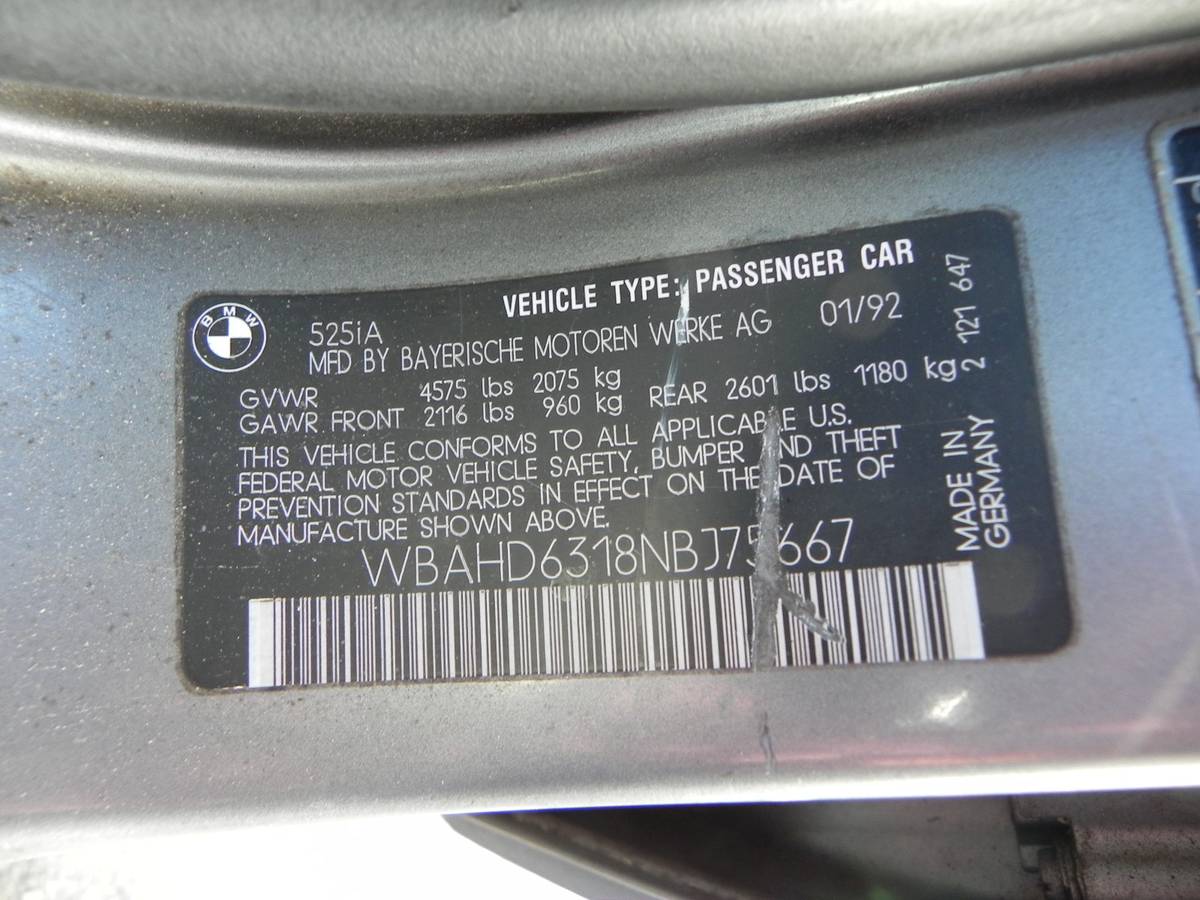 VEHICLE TYPE: PASSENGER CAR
BMW
525iA
MFD BY BAYERISCHE MOTOREN WERKE AG 01/92
GVWR 4575 lbs 2075 kg
GAWR FRONT 2116 lbs 960 kg REAR 2601 lbs 1180 kg
THIS VEHICLE CONFORMS TO ALL APPLICABLE U.S.
FEDERAL MOTOR VEHICLE SAFETY, BUMPER AND THEFT
PREVENTION STANDARDS IN EFFECT ON THE DATE OF
MANUFACTURE SHOWN ABOVE.
WBAHD6318NBJ75667
2 121 647
MADE IN
GERMANY